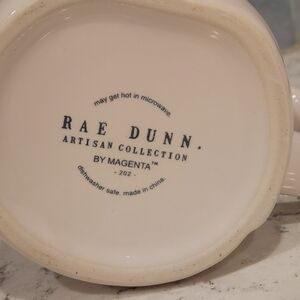 may get hot in microwave.
RAE DUNN.
ARTISAN COLLECTION
BY MAGENTA™
- 202 -
dishwasher safe. made in china.